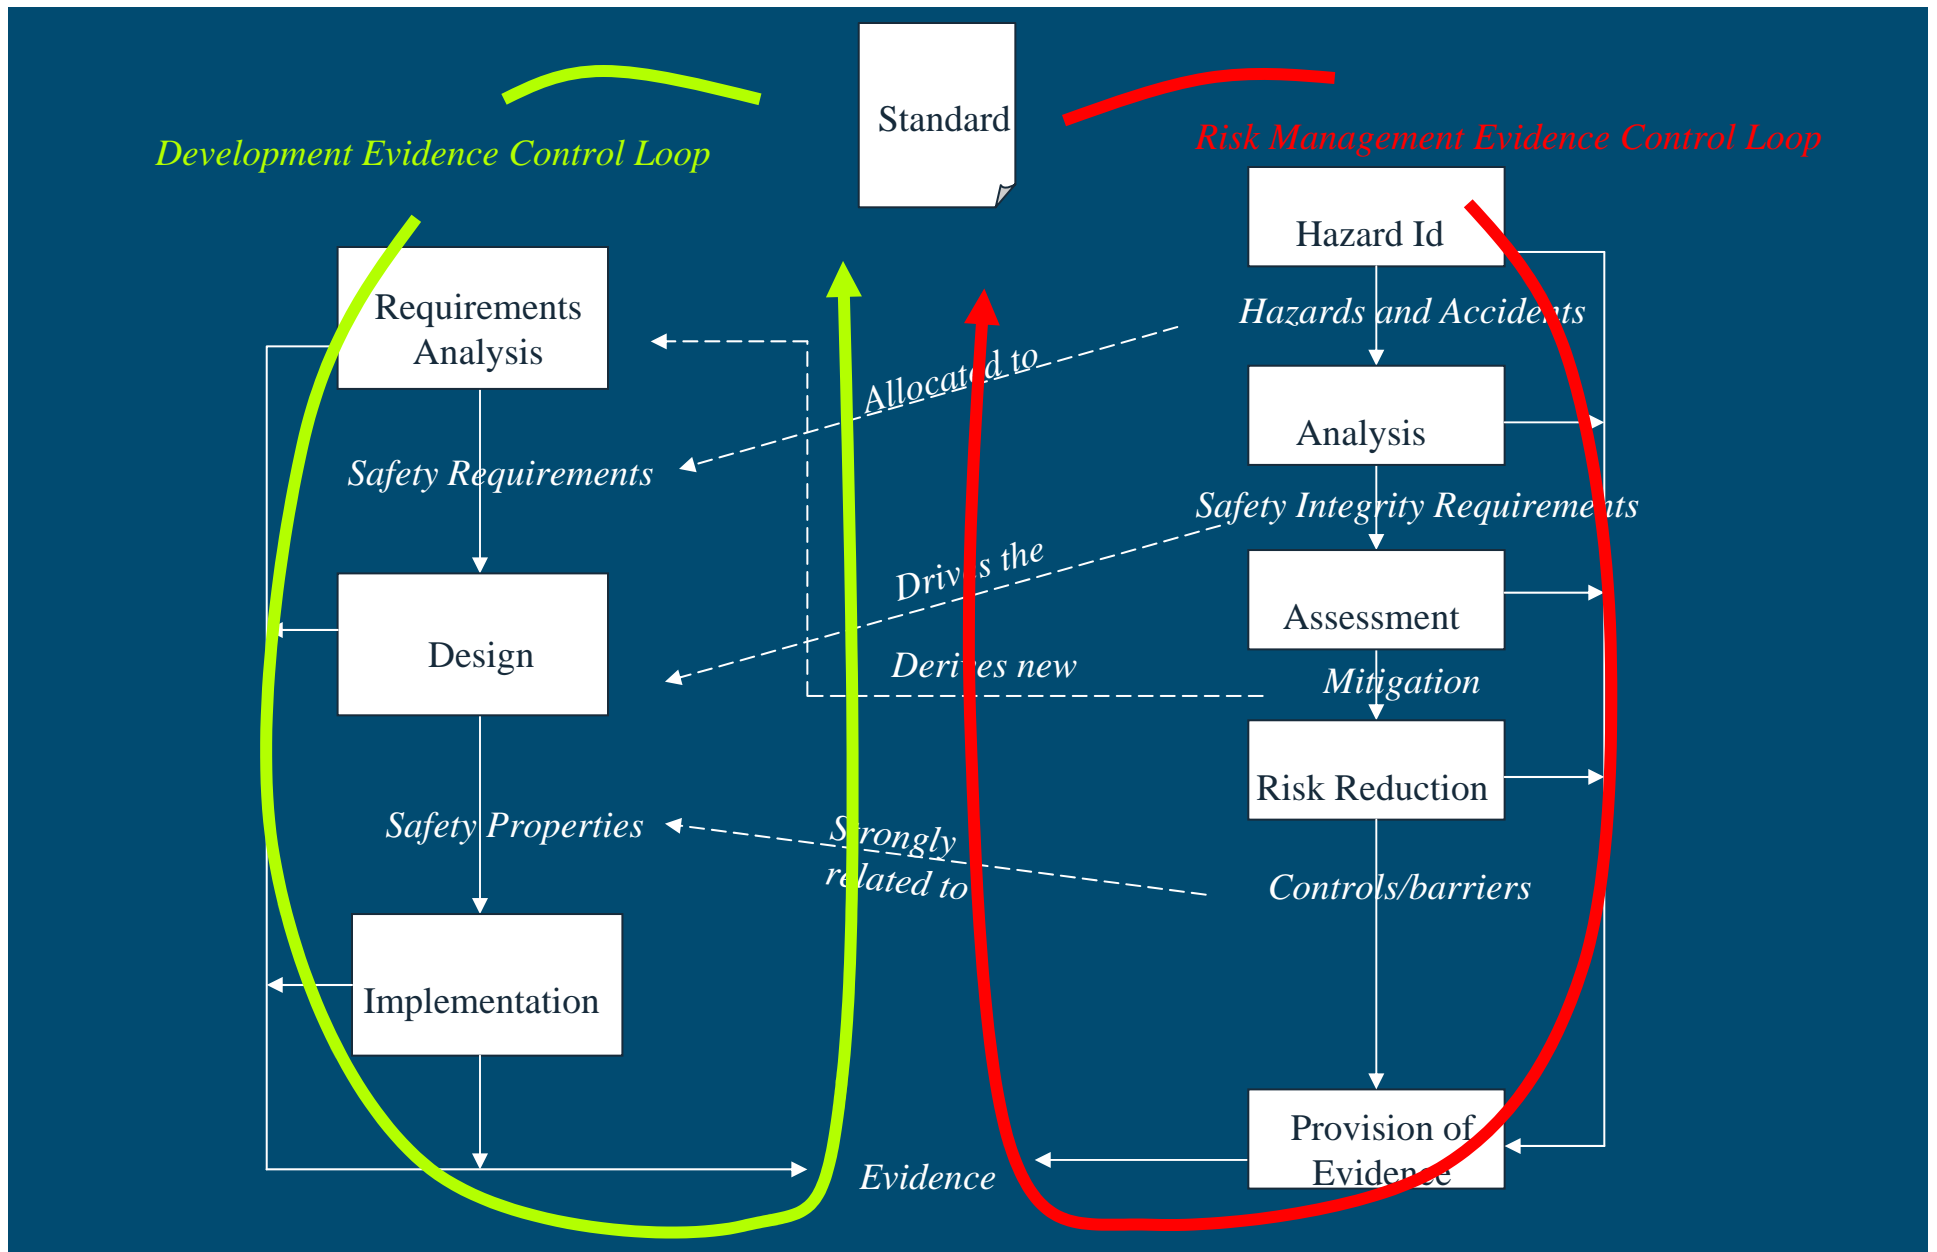 Standard
Development Evidence Control Loop
Risk Management Evidence Control Loop
Hazard Id
Requirements
Analysis
Hazards and Accidents
Allocated to
Analysis
Safety Requirements
Safety Integrity Requirements
Drives the
Assessment
Design
Derives new
Mitigation
Risk Reduction
Safety Properties
Strongly
related to
Controls/barriers
Implementation
Provision of
Evidence
Evidence